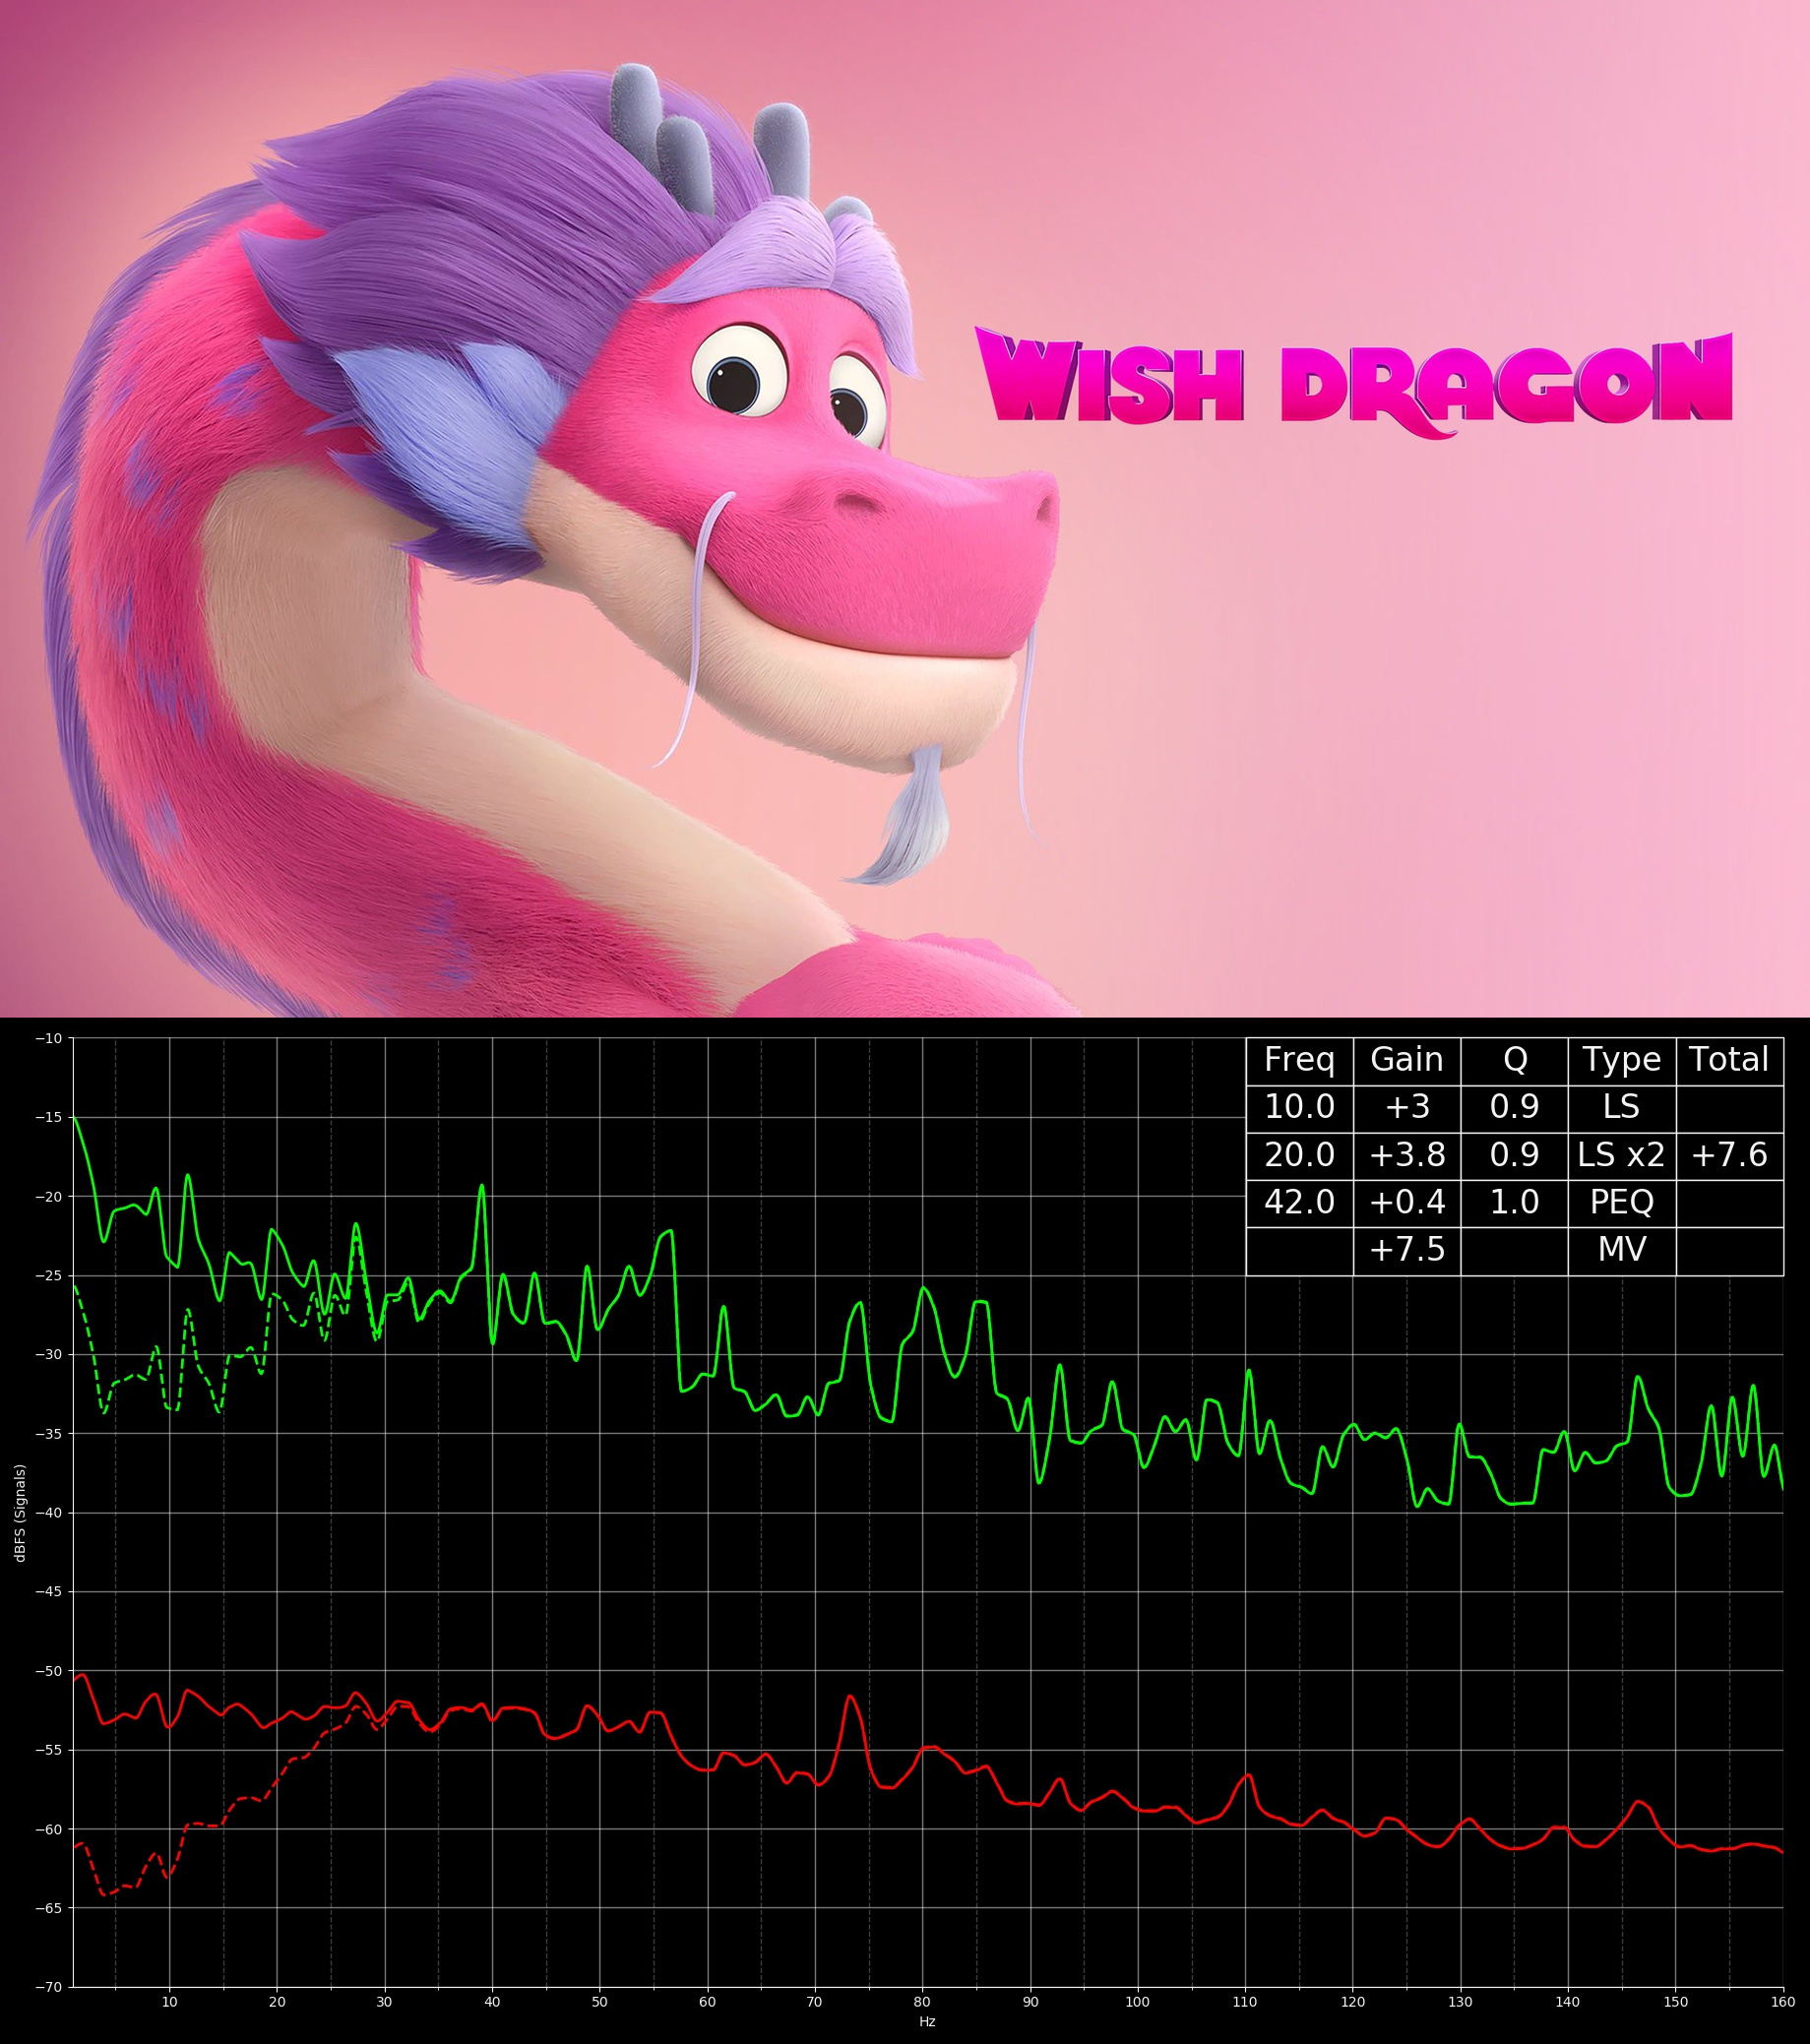 WISH DRAGON
Freq Gain Q Type Total
10.0 +3 0.9 LS
20.0 +3.8 0.9 LS x2 +7.6
42.0 +0.4 1.0 PEQ
+7.5 MV
−10
−15
−20
−25
−30
−35
−40
−45
−50
−55
−60
−65
−70
dBFS (Signals)
10 20 30 40 50 60 70 80 90 100 110 120 130 140 150 160
Hz